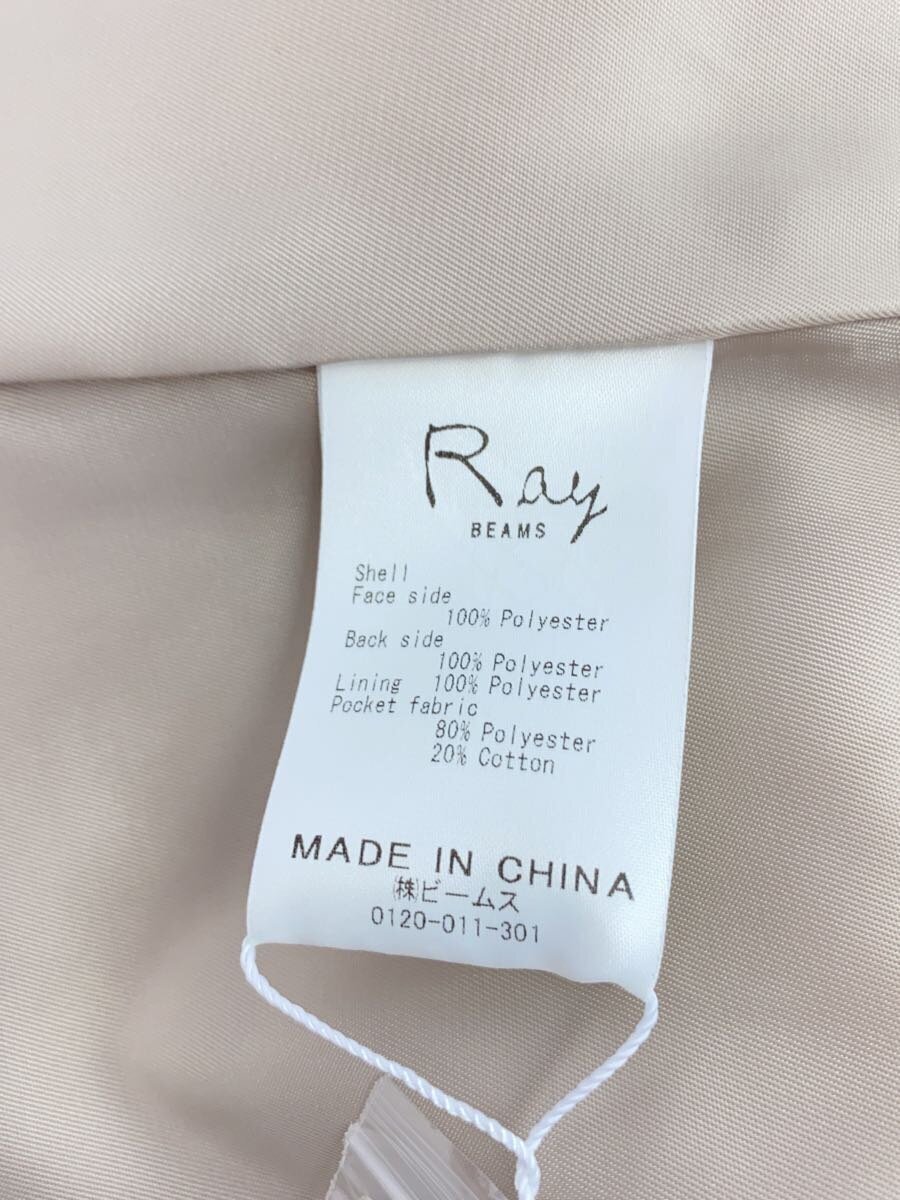 Ray
BEAMS
Shell
Face side
100% Polyester
Back side
100% Polyester
Lining 100% Polyester
Pocket fabric
80% Polyester
20% Cotton
MADE IN CHINA
㈱ビームス
0120-011-301